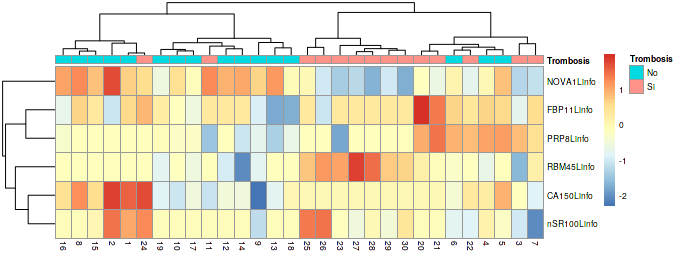 Trombosis
NOVA1Linfo
FBP11Linfo
PRP8Linfo
RBM45Linfo
CA150Linfo
nSR100Linfo
16 8 15 2 1 24 19 10 17 11 12 14 9 13 18 25 26 23 27 28 29 30 20 21 6 22 4 5 3 7
1
0
-1
-2
Trombosis
No
Si